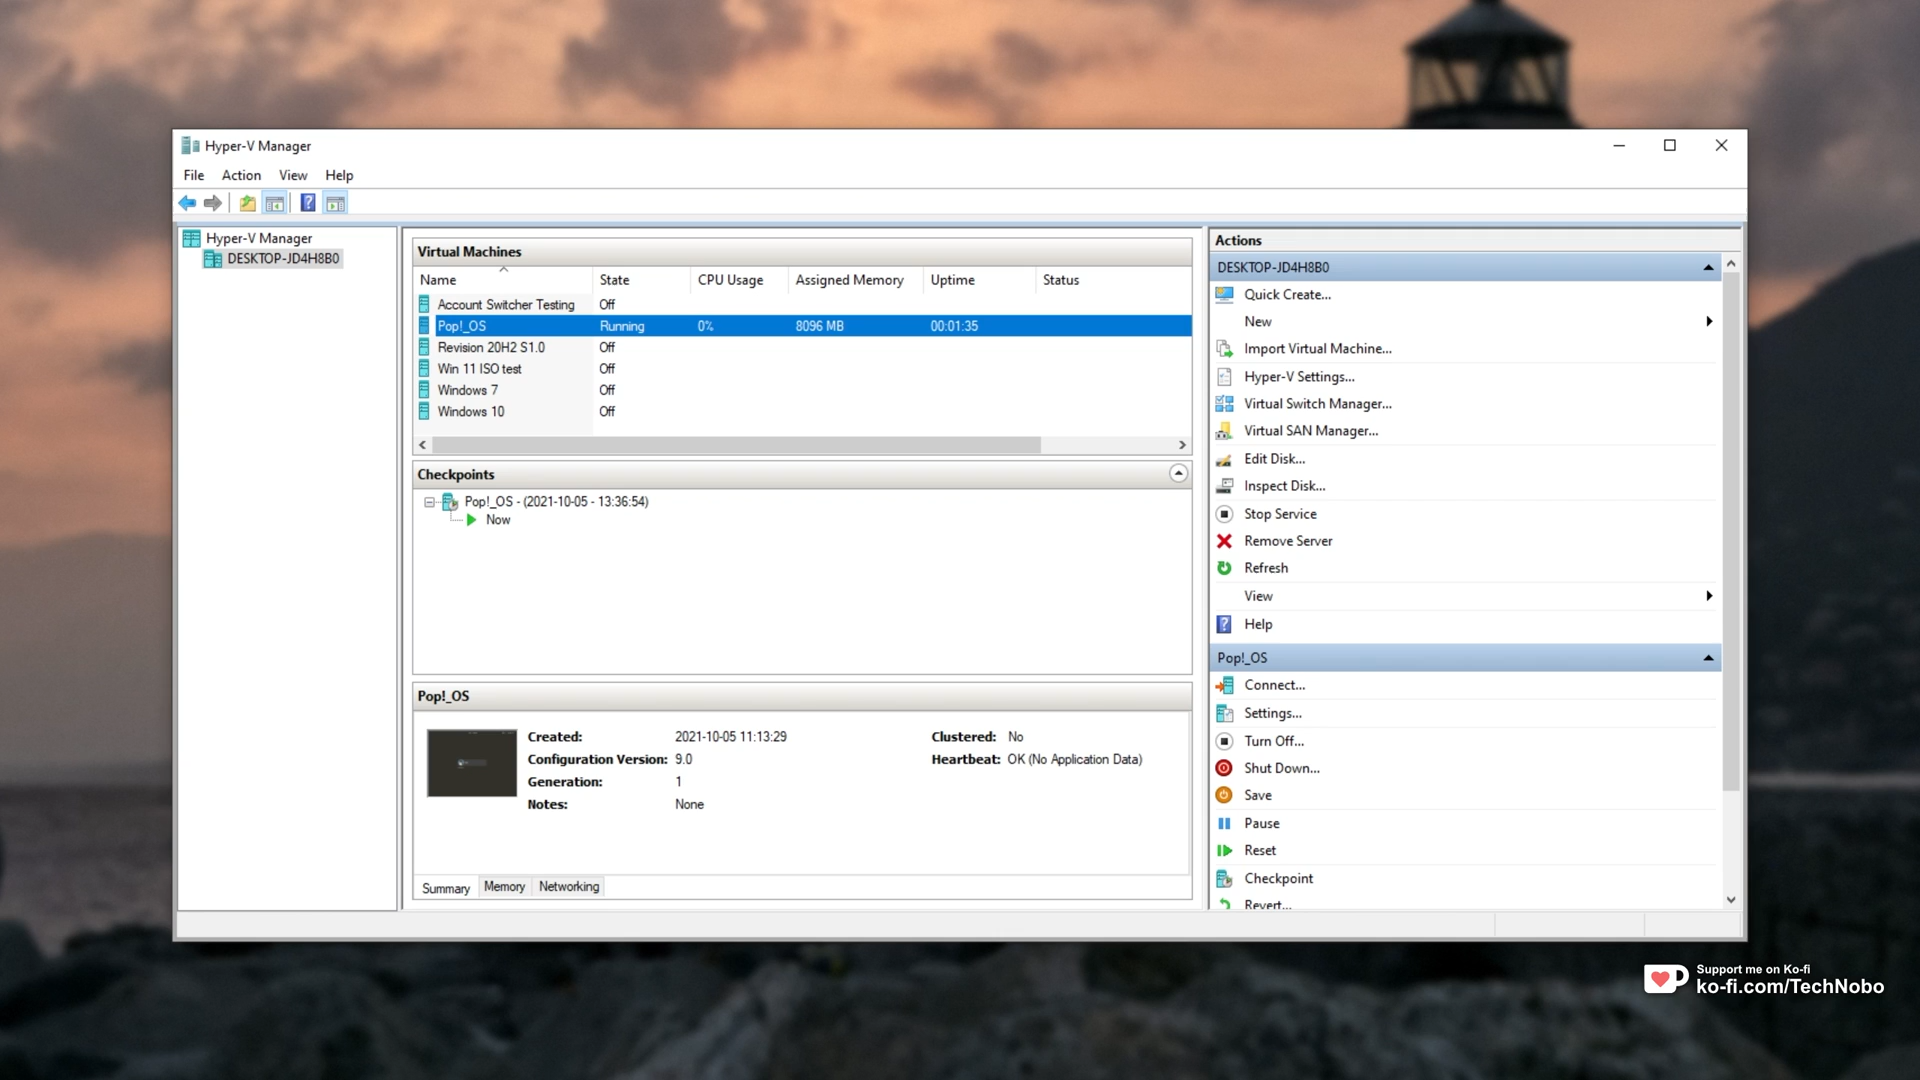 Hyper-V Manager
File Action View Help
Hyper-V Manager
DESKTOP-JD4H8B0
Virtual Machines
Name State CPU Usage Assigned Memory Uptime Status
Account Switcher Testing Off
Pop!_OS Running 0% 8096 MB 00:01:35
Revision 20H2 S1.0 Off
Win 11 ISO test Off
Windows 7 Off
Windows 10 Off
Checkpoints
Pop!_OS - (2021-10-05 - 13:36:54)
Now
Pop!_OS
Created: 2021-10-05 11:13:29 Clustered: No
Configuration Version: 9.0 Heartbeat: OK (No Application Data)
Generation: 1
Notes: None
Summary Memory Networking
Actions
DESKTOP-JD4H8B0
Quick Create...
New
Import Virtual Machine...
Hyper-V Settings...
Virtual Switch Manager...
Virtual SAN Manager...
Edit Disk...
Inspect Disk...
Stop Service
Remove Server
Refresh
View
Help
Pop!_OS
Connect...
Settings...
Turn Off...
Shut Down...
Save
Pause
Reset
Checkpoint
Revert...
Support me on Ko-fi
ko-fi.com/TechNobo